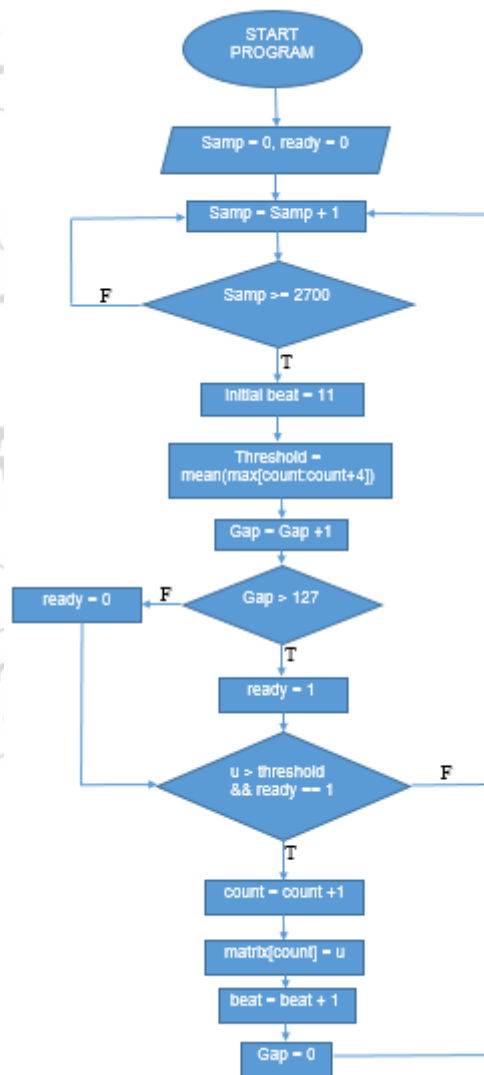 START
PROGRAM
Samp = 0, ready = 0
Samp = Samp + 1
Samp >= 2700
F
T
Initial beat = 11
Threshold =
mean(max[count:count+4])
Gap = Gap +1
Gap > 127
F
ready = 0
T
ready = 1
u > threshold
&& ready == 1
F
T
count = count +1
matrix[count] = u
beat = beat + 1
Gap = 0